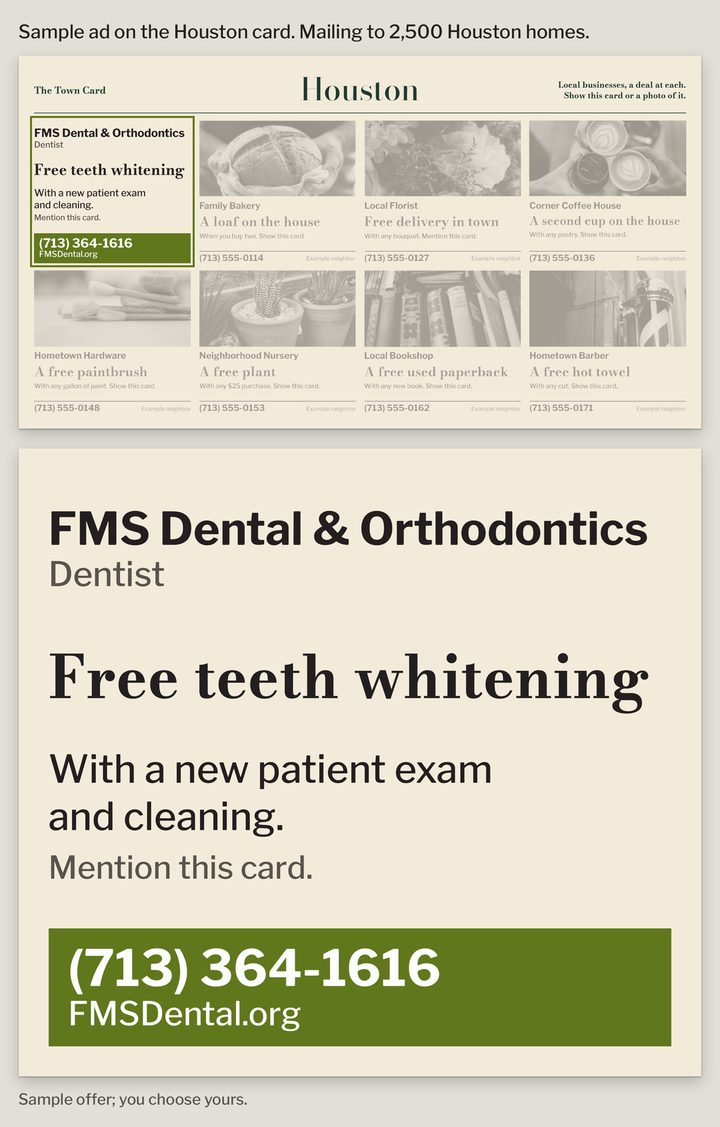 Sample ad on the Houston card. Mailing to 2,500 Houston homes.
The Town Card
Houston
Local businesses, a deal at each.
Show this card or a photo of it.
FMS Dental & Orthodontics
Dentist
Free teeth whitening
With a new patient exam
and cleaning.
Mention this card.
(713) 364-1616
FMSDental.org
Family Bakery
A loaf on the house
When you buy two. Show this card.
(713) 555-0114
Example neighbor
Local Florist
Free delivery in town
With any bouquet. Mention this card.
(713) 555-0127
Example neighbor
Corner Coffee House
A second cup on the house
With any pastry. Show this card.
(713) 555-0136
Example neighbor
Hometown Hardware
A free paintbrush
With any gallon of paint. Show this card.
(713) 555-0148
Example neighbor
Neighborhood Nursery
A free plant
With any $25 purchase. Show this card.
(713) 555-0153
Example neighbor
Local Bookshop
A free used paperback
With any new book. Show this card.
(713) 555-0162
Example neighbor
Hometown Barber
A free hot towel
With any cut. Show this card.
(713) 555-0171
Example neighbor
FMS Dental & Orthodontics
Dentist
Free teeth whitening
With a new patient exam
and cleaning.
Mention this card.
(713) 364-1616
FMSDental.org
Sample offer; you choose yours.